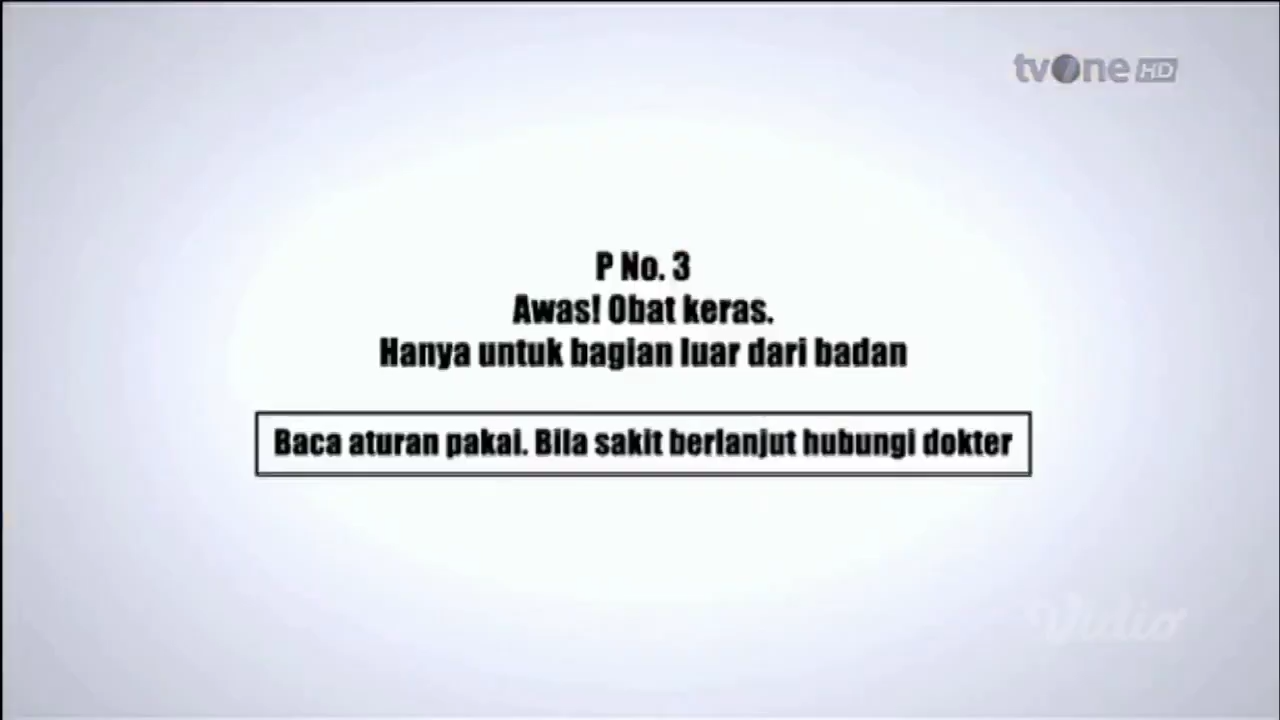 tvOne HD
P No. 3
Awas! Obat keras.
Hanya untuk bagian luar dari badan
Baca aturan pakai. Bila sakit berlanjut hubungi dokter
Vidio